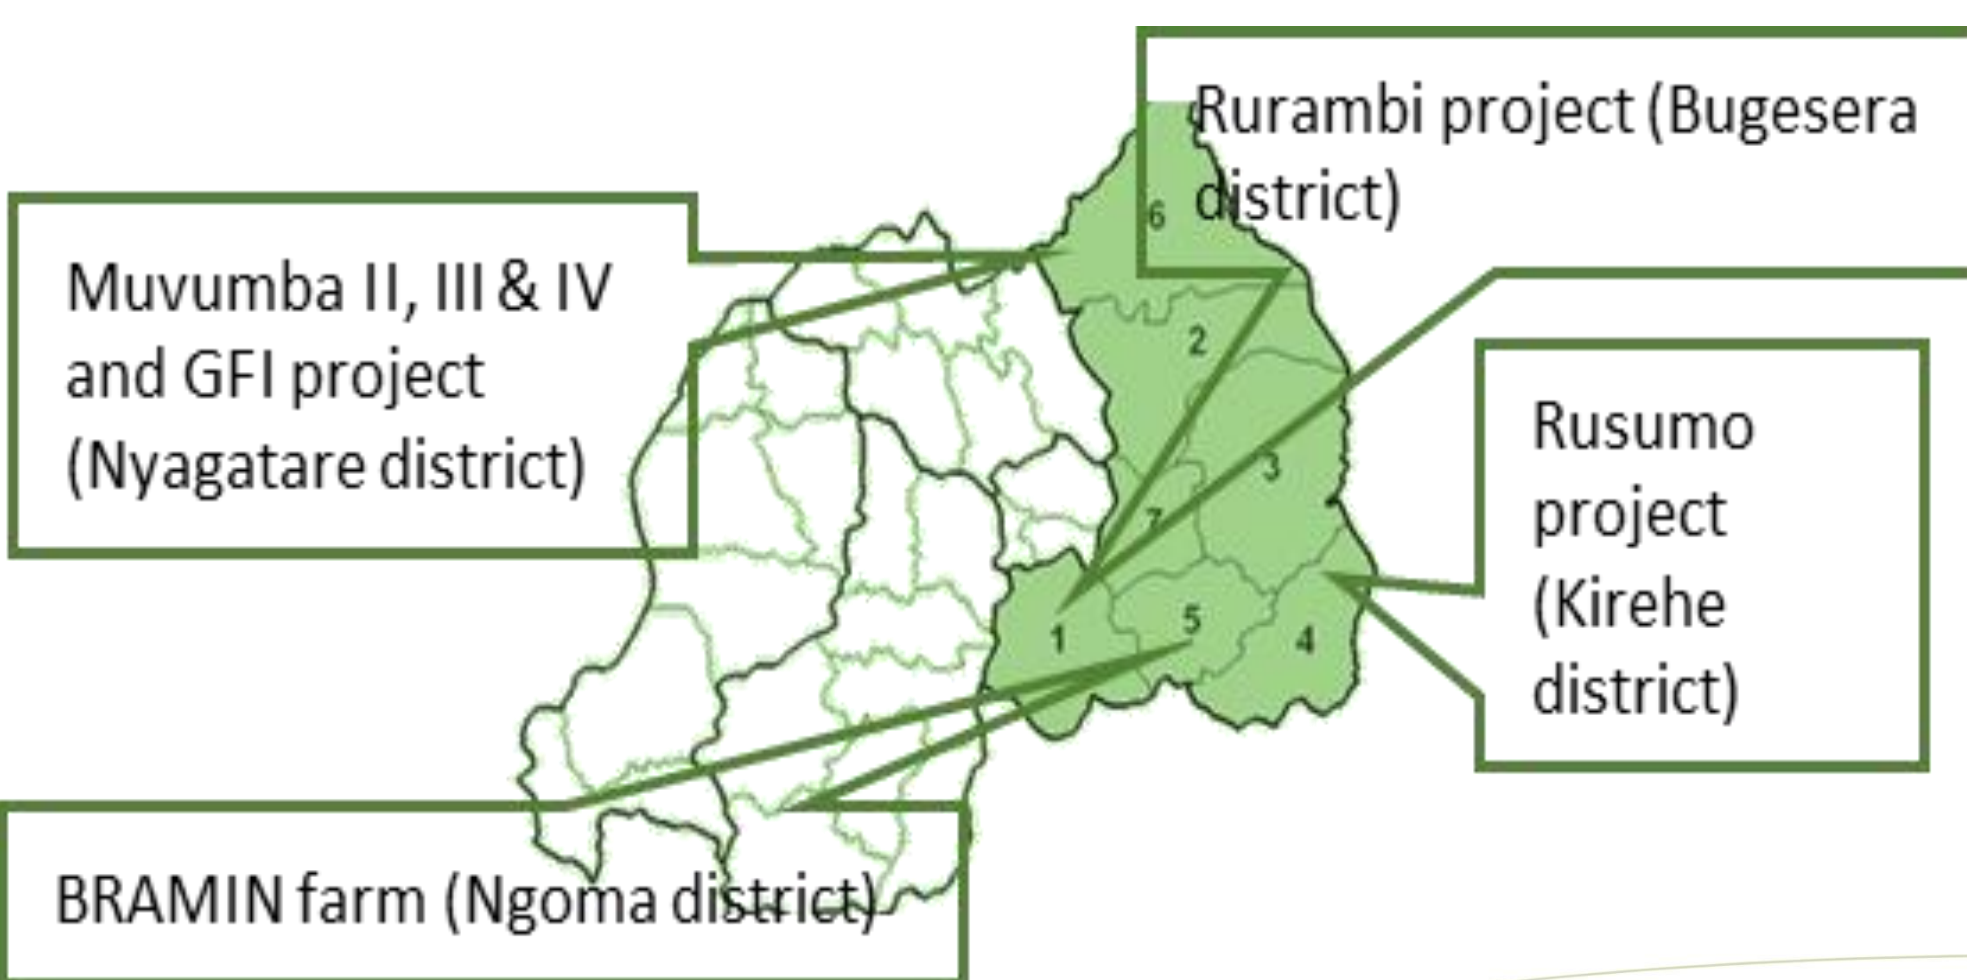 Rurambi project (Bugesera
district)
Muvumba II, III & IV
and GFI project
(Nyagatare district)
Rusumo
project
(Kirehe
district)
BRAMIN farm (Ngoma district)
6
2
3
7
5
1
4